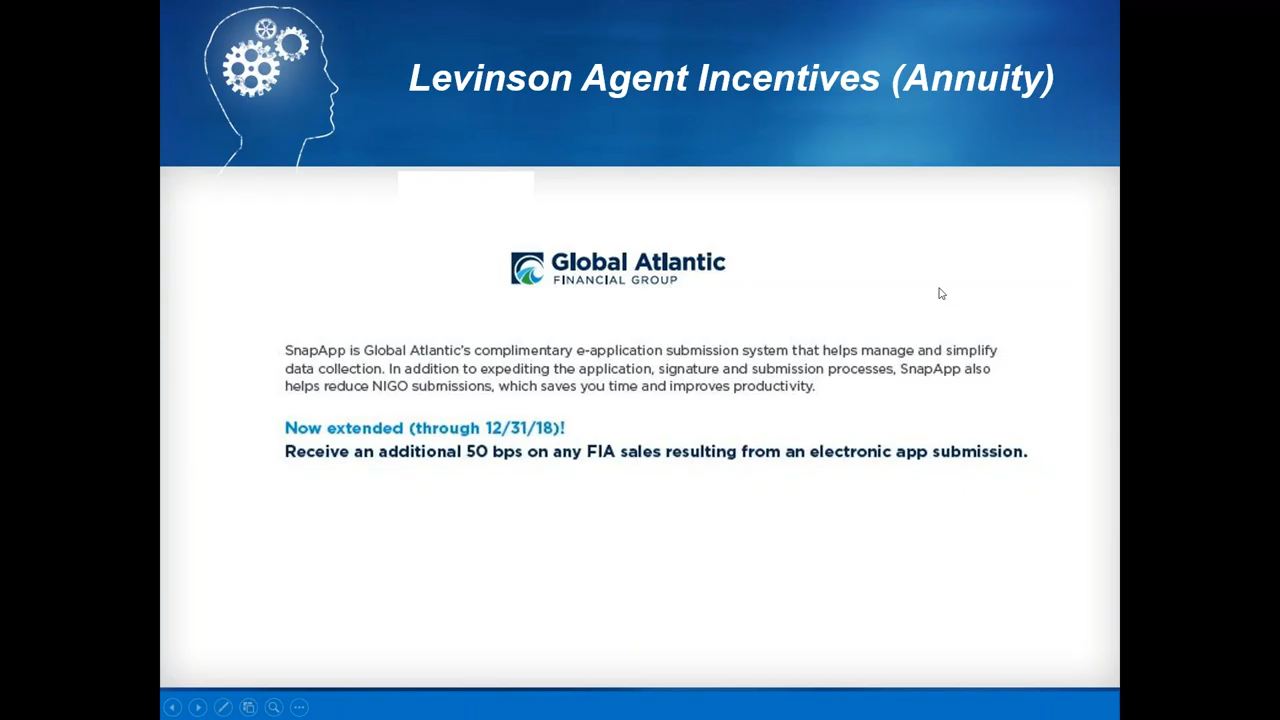 Levinson Agent Incentives (Annuity)
Global Atlantic
FINANCIAL GROUP
SnapApp is Global Atlantic's complimentary e-application submission system that helps manage and simplify
data collection. In addition to expediting the application, signature and submission processes, SnapApp also
helps reduce NIGO submissions, which saves you time and improves productivity.
Now extended (through 12/31/18)!
Receive an additional 50 bps on any FIA sales resulting from an electronic app submission.